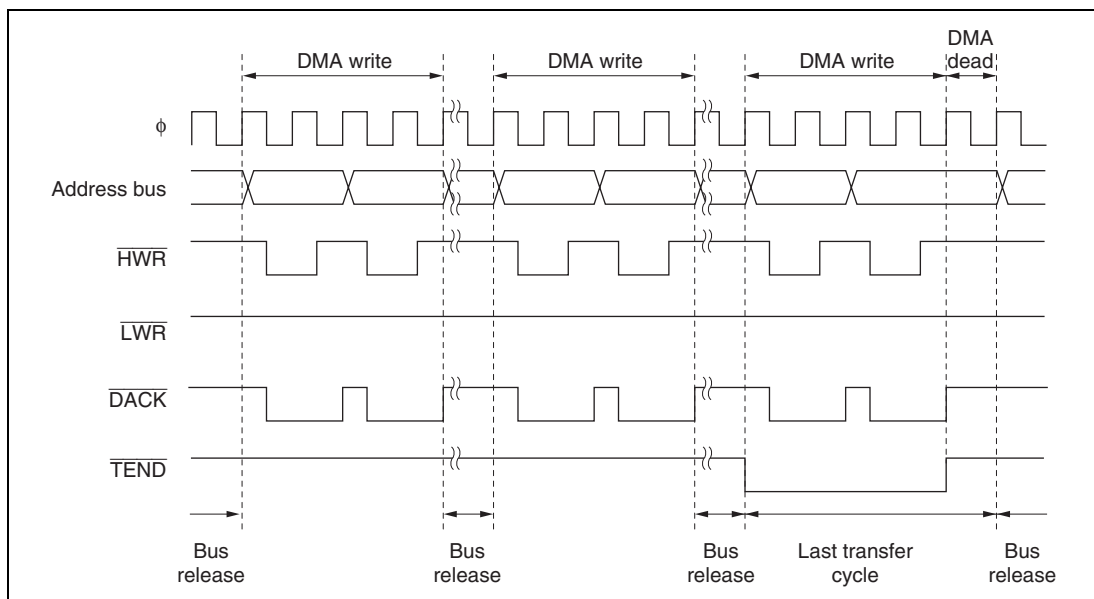 DMA
dead
DMA write DMA write DMA write
ϕ
Address bus
HWR
LWR
DACK
TEND
Bus release
Bus release
Bus release
Last transfer cycle
Bus release